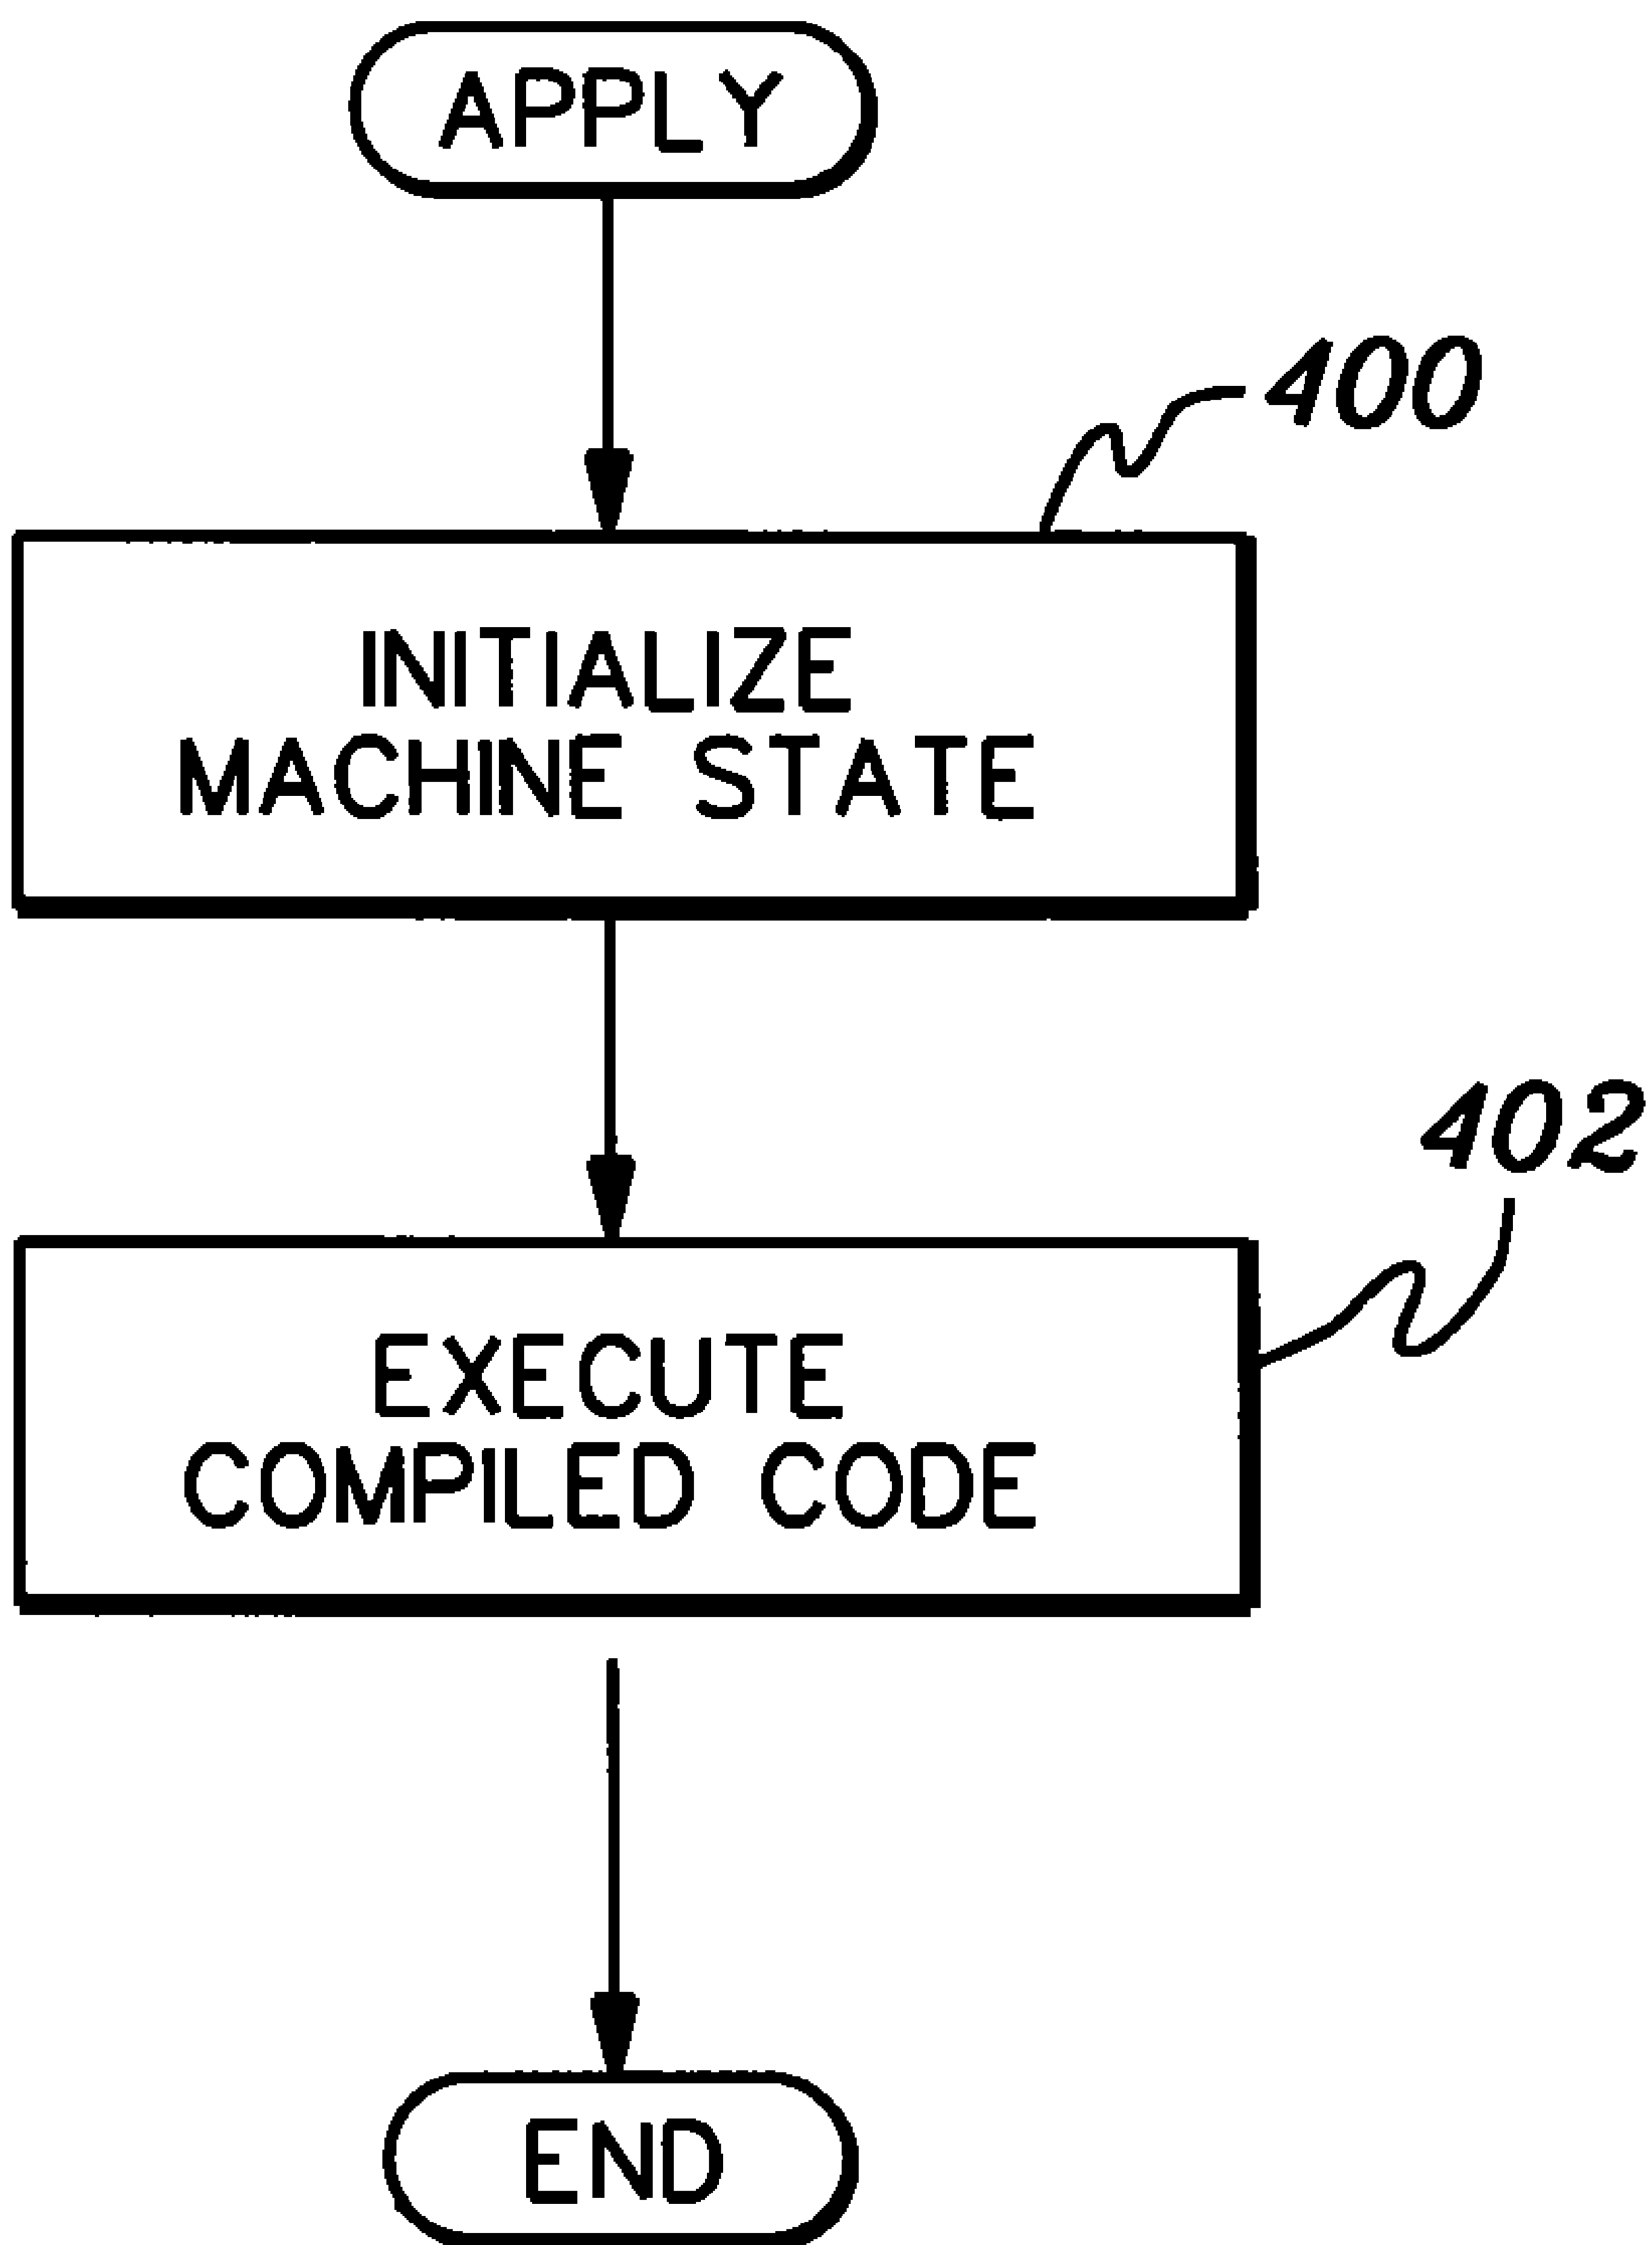 APPLY
400
INITIALIZE
MACHINE STATE
402
EXECUTE
COMPILED CODE
END